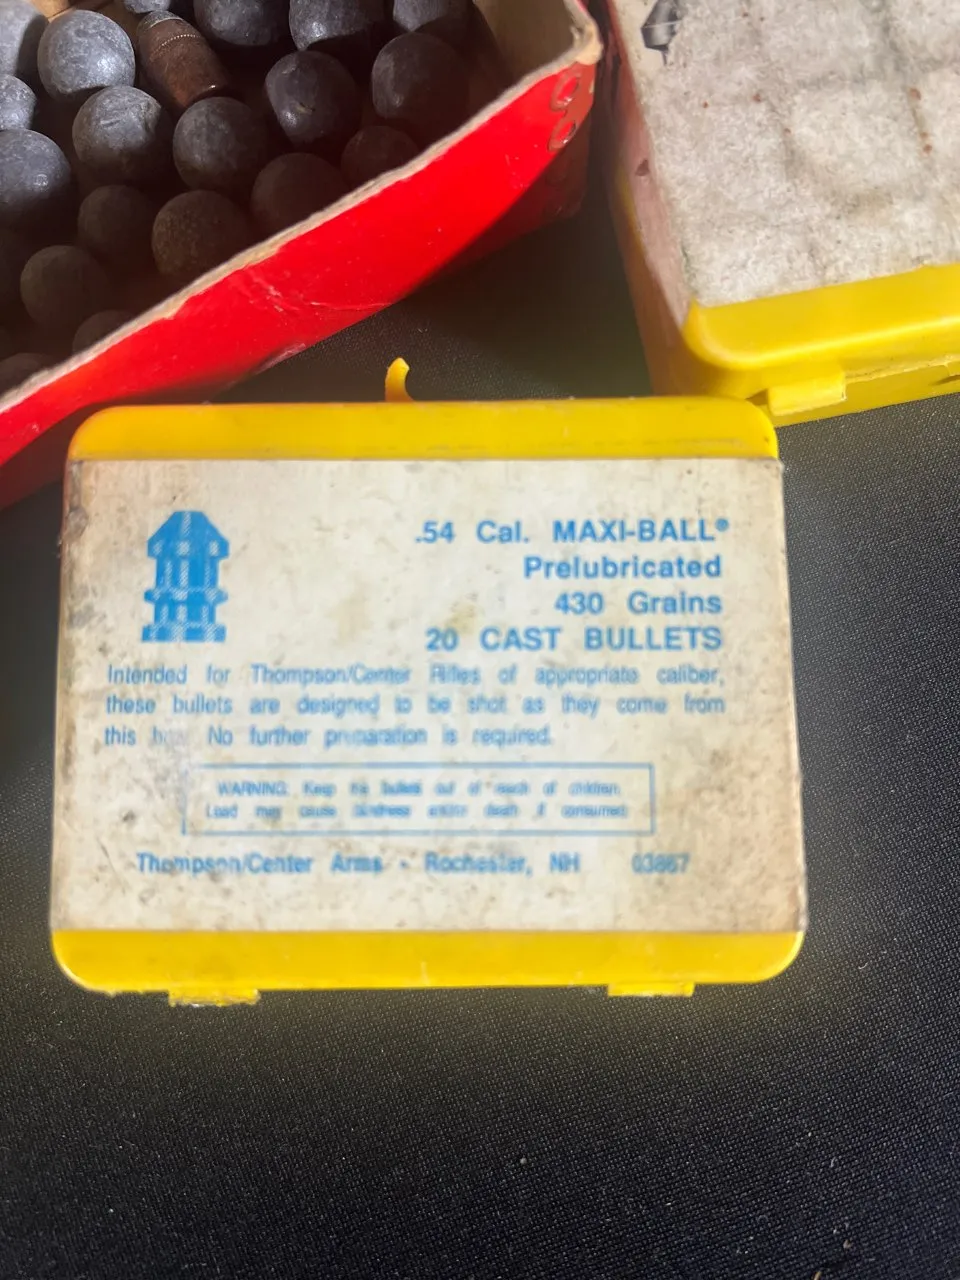 .54 Cal. MAXI-BALL®
Prelubricated
430 Grains
20 CAST BULLETS
Intended for Thompson/Center Rifles of appropriate caliber,
these bullets are designed to be shot as they come from
this box. No further preparation is required.
WARNING: Keep the bullets out of reach of children.
Lead may cause blindness and/or death if consumed.
Thompson/Center Arms - Rochester, NH 03867